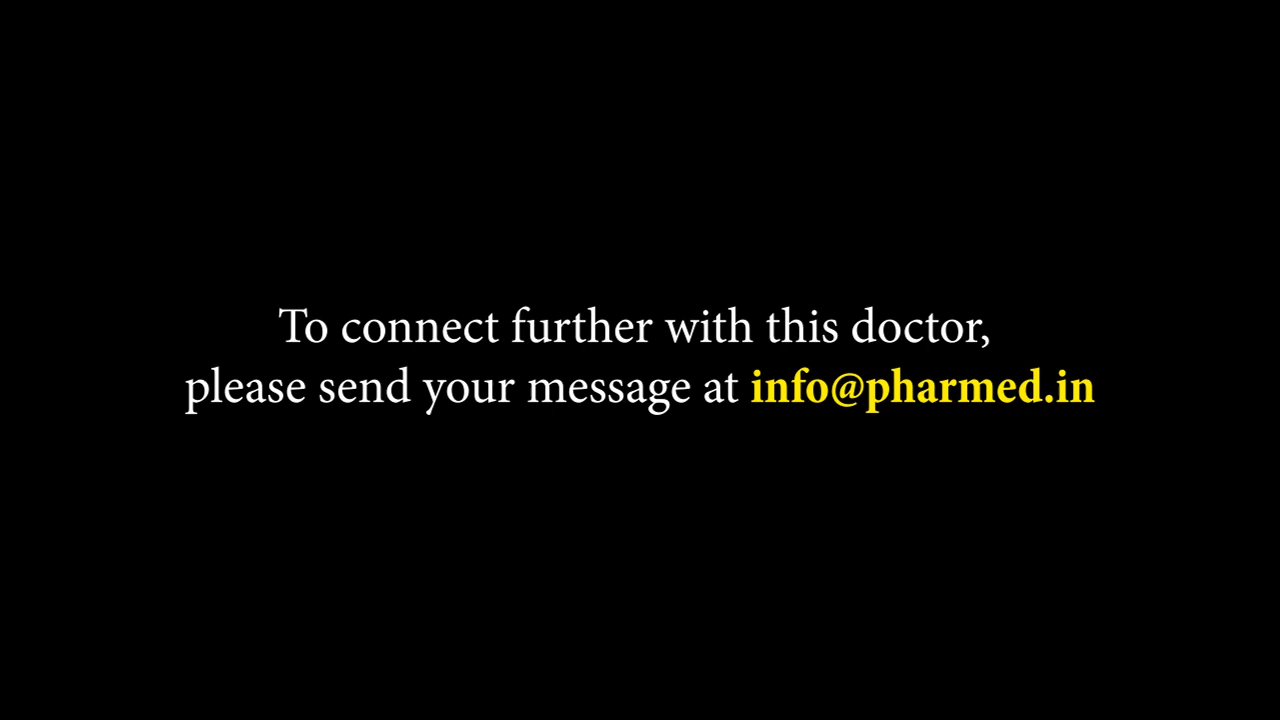 To connect further with this doctor,
please send your message at info@pharmed.in